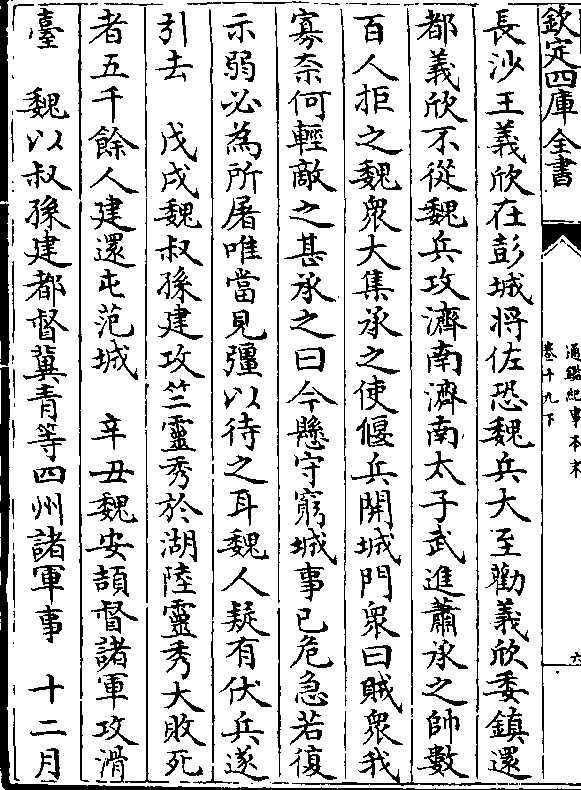 欽定四庫全書
通鑑紀事本末
卷十九下
六
長沙王義欣在彭城将佐恐魏兵大至勸義欣委鎮還
都義欣不從魏兵攻濟南濟南太子武進蕭承之帥數
百人拒之魏衆大集承之使偃兵開城門衆曰賊衆我
寡奈何輕敵之甚承之曰今懸守窮城事已危急若復
示弱必為所屠唯當見彊以待之耳魏人疑有伏兵遂
引去　戊戌魏叔孫建攻竺靈秀於湖陸靈秀大敗死
者五千餘人建還屯范城　辛丑魏安頡督諸軍攻滑
臺　魏以叔孫建都督冀青等四州諸軍事　十二月